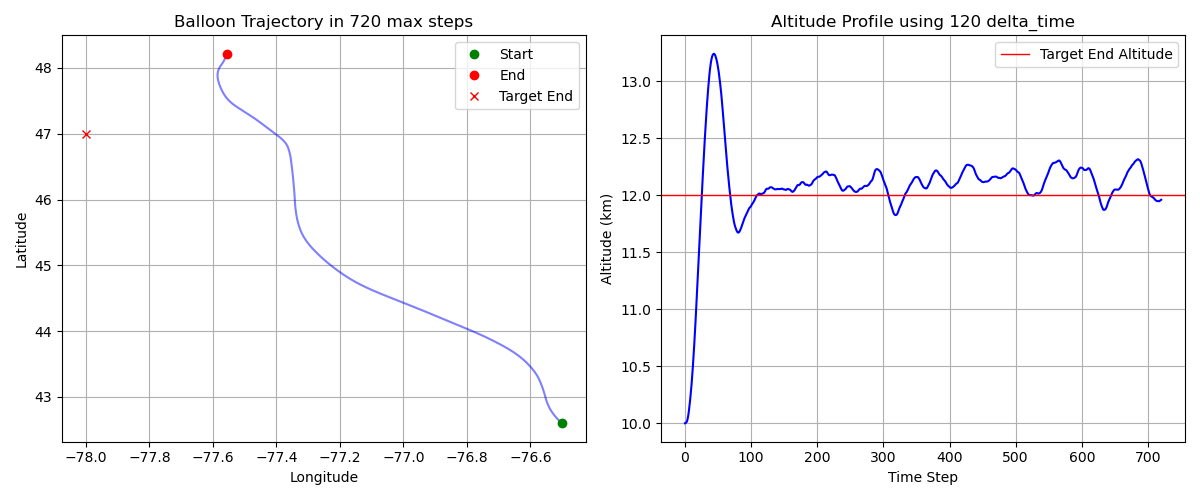 Balloon Trajectory in 720 max steps
Start
End
Target End
48
47
46
45
44
43
Latitude
−78.0 −77.8 −77.6 −77.4 −77.2 −77.0 −76.8 −76.6
Longitude
Altitude Profile using 120 delta_time
Target End Altitude
13.0
12.5
12.0
11.5
11.0
10.5
10.0
Altitude (km)
0 100 200 300 400 500 600 700
Time Step